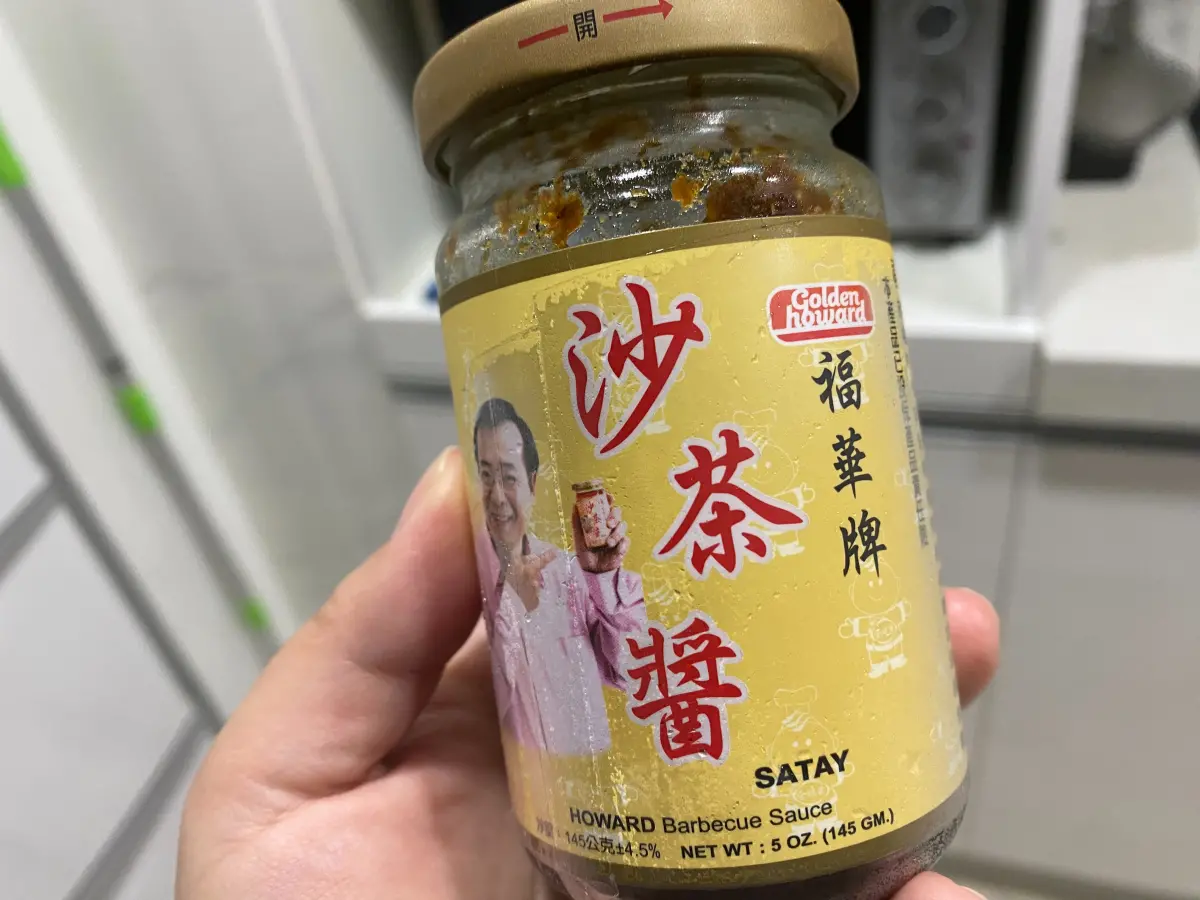 開
Golden
howard
福華牌
沙茶醬
SATAY
HOWARD Barbecue Sauce
145公克±4.5% NET WT : 5 OZ. (145 GM.)